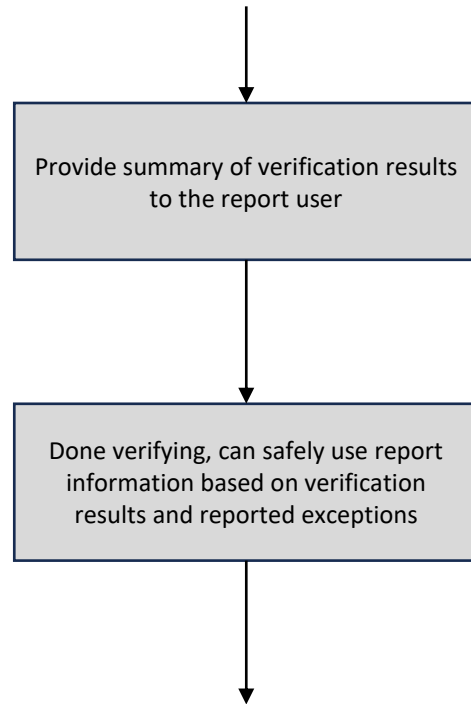 Provide summary of verification results
to the report user
Done verifying, can safely use report
information based on verification
results and reported exceptions